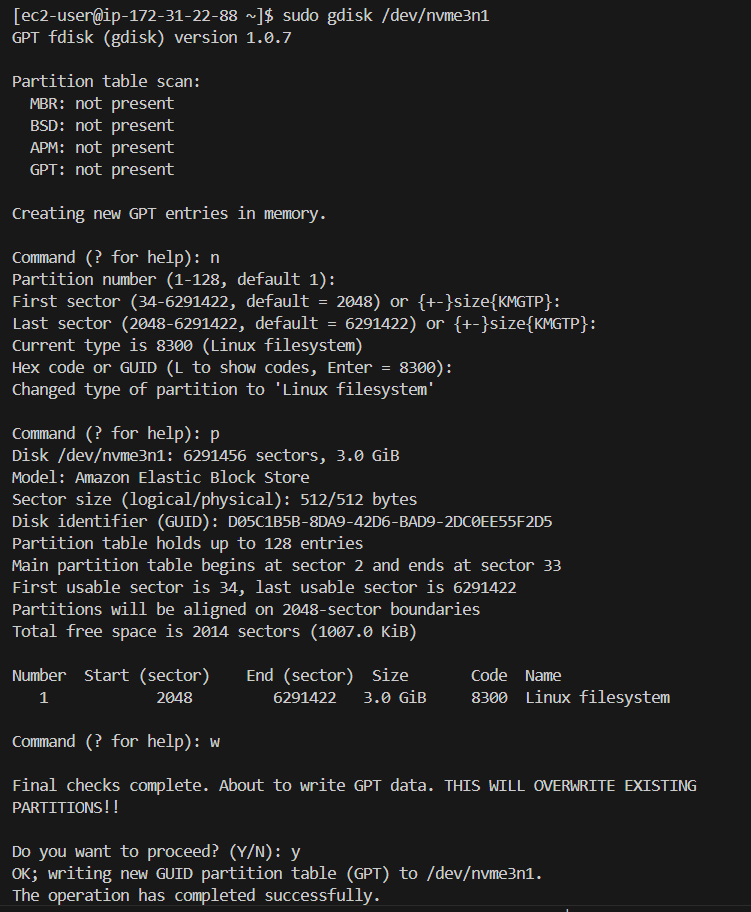 [ec2-user@ip-172-31-22-88 ~]$ sudo gdisk /dev/nvme3n1
GPT fdisk (gdisk) version 1.0.7
Partition table scan:
MBR: not present
BSD: not present
APM: not present
GPT: not present
Creating new GPT entries in memory.
Command (? for help): n
Partition number (1-128, default 1):
First sector (34-6291422, default = 2048) or {+-}size{KMGTP}:
Last sector (2048-6291422, default = 6291422) or {+-}size{KMGTP}:
Current type is 8300 (Linux filesystem)
Hex code or GUID (L to show codes, Enter = 8300):
Changed type of partition to 'Linux filesystem'
Command (? for help): p
Disk /dev/nvme3n1: 6291456 sectors, 3.0 GiB
Model: Amazon Elastic Block Store
Sector size (logical/physical): 512/512 bytes
Disk identifier (GUID): D05C1B5B-8DA9-42D6-BAD9-2DC0EE55F2D5
Partition table holds up to 128 entries
Main partition table begins at sector 2 and ends at sector 33
First usable sector is 34, last usable sector is 6291422
Partitions will be aligned on 2048-sector boundaries
Total free space is 2014 sectors (1007.0 KiB)
Number  Start (sector)    End (sector)  Size       Code  Name
1            2048         6291422   3.0 GiB     8300  Linux filesystem
Command (? for help): w
Final checks complete. About to write GPT data. THIS WILL OVERWRITE EXISTING
PARTITIONS!!
Do you want to proceed? (Y/N): y
OK; writing new GUID partition table (GPT) to /dev/nvme3n1.
The operation has completed successfully.